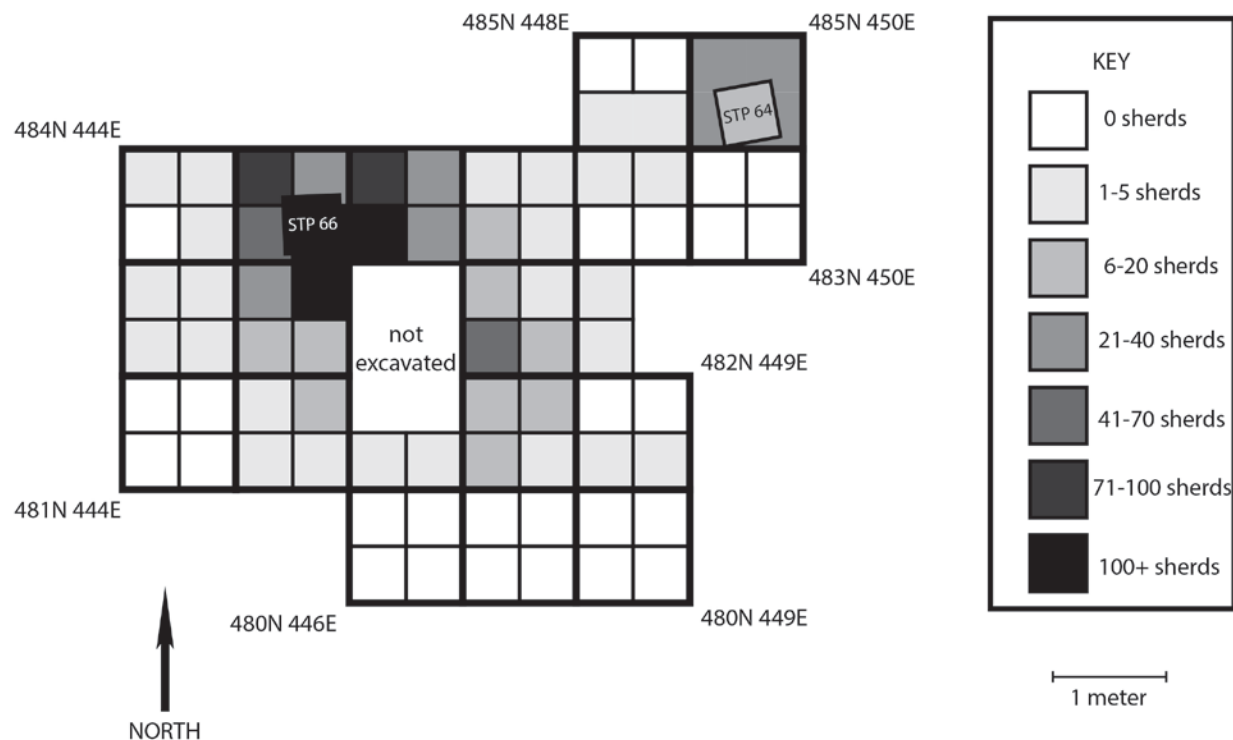 485N 448E
485N 450E
484N 444E
STP 64
STP 66
483N 450E
not
excavated
482N 449E
481N 444E
480N 446E
480N 449E
NORTH
KEY
0 sherds
1-5 sherds
6-20 sherds
21-40 sherds
41-70 sherds
71-100 sherds
100+ sherds
1 meter